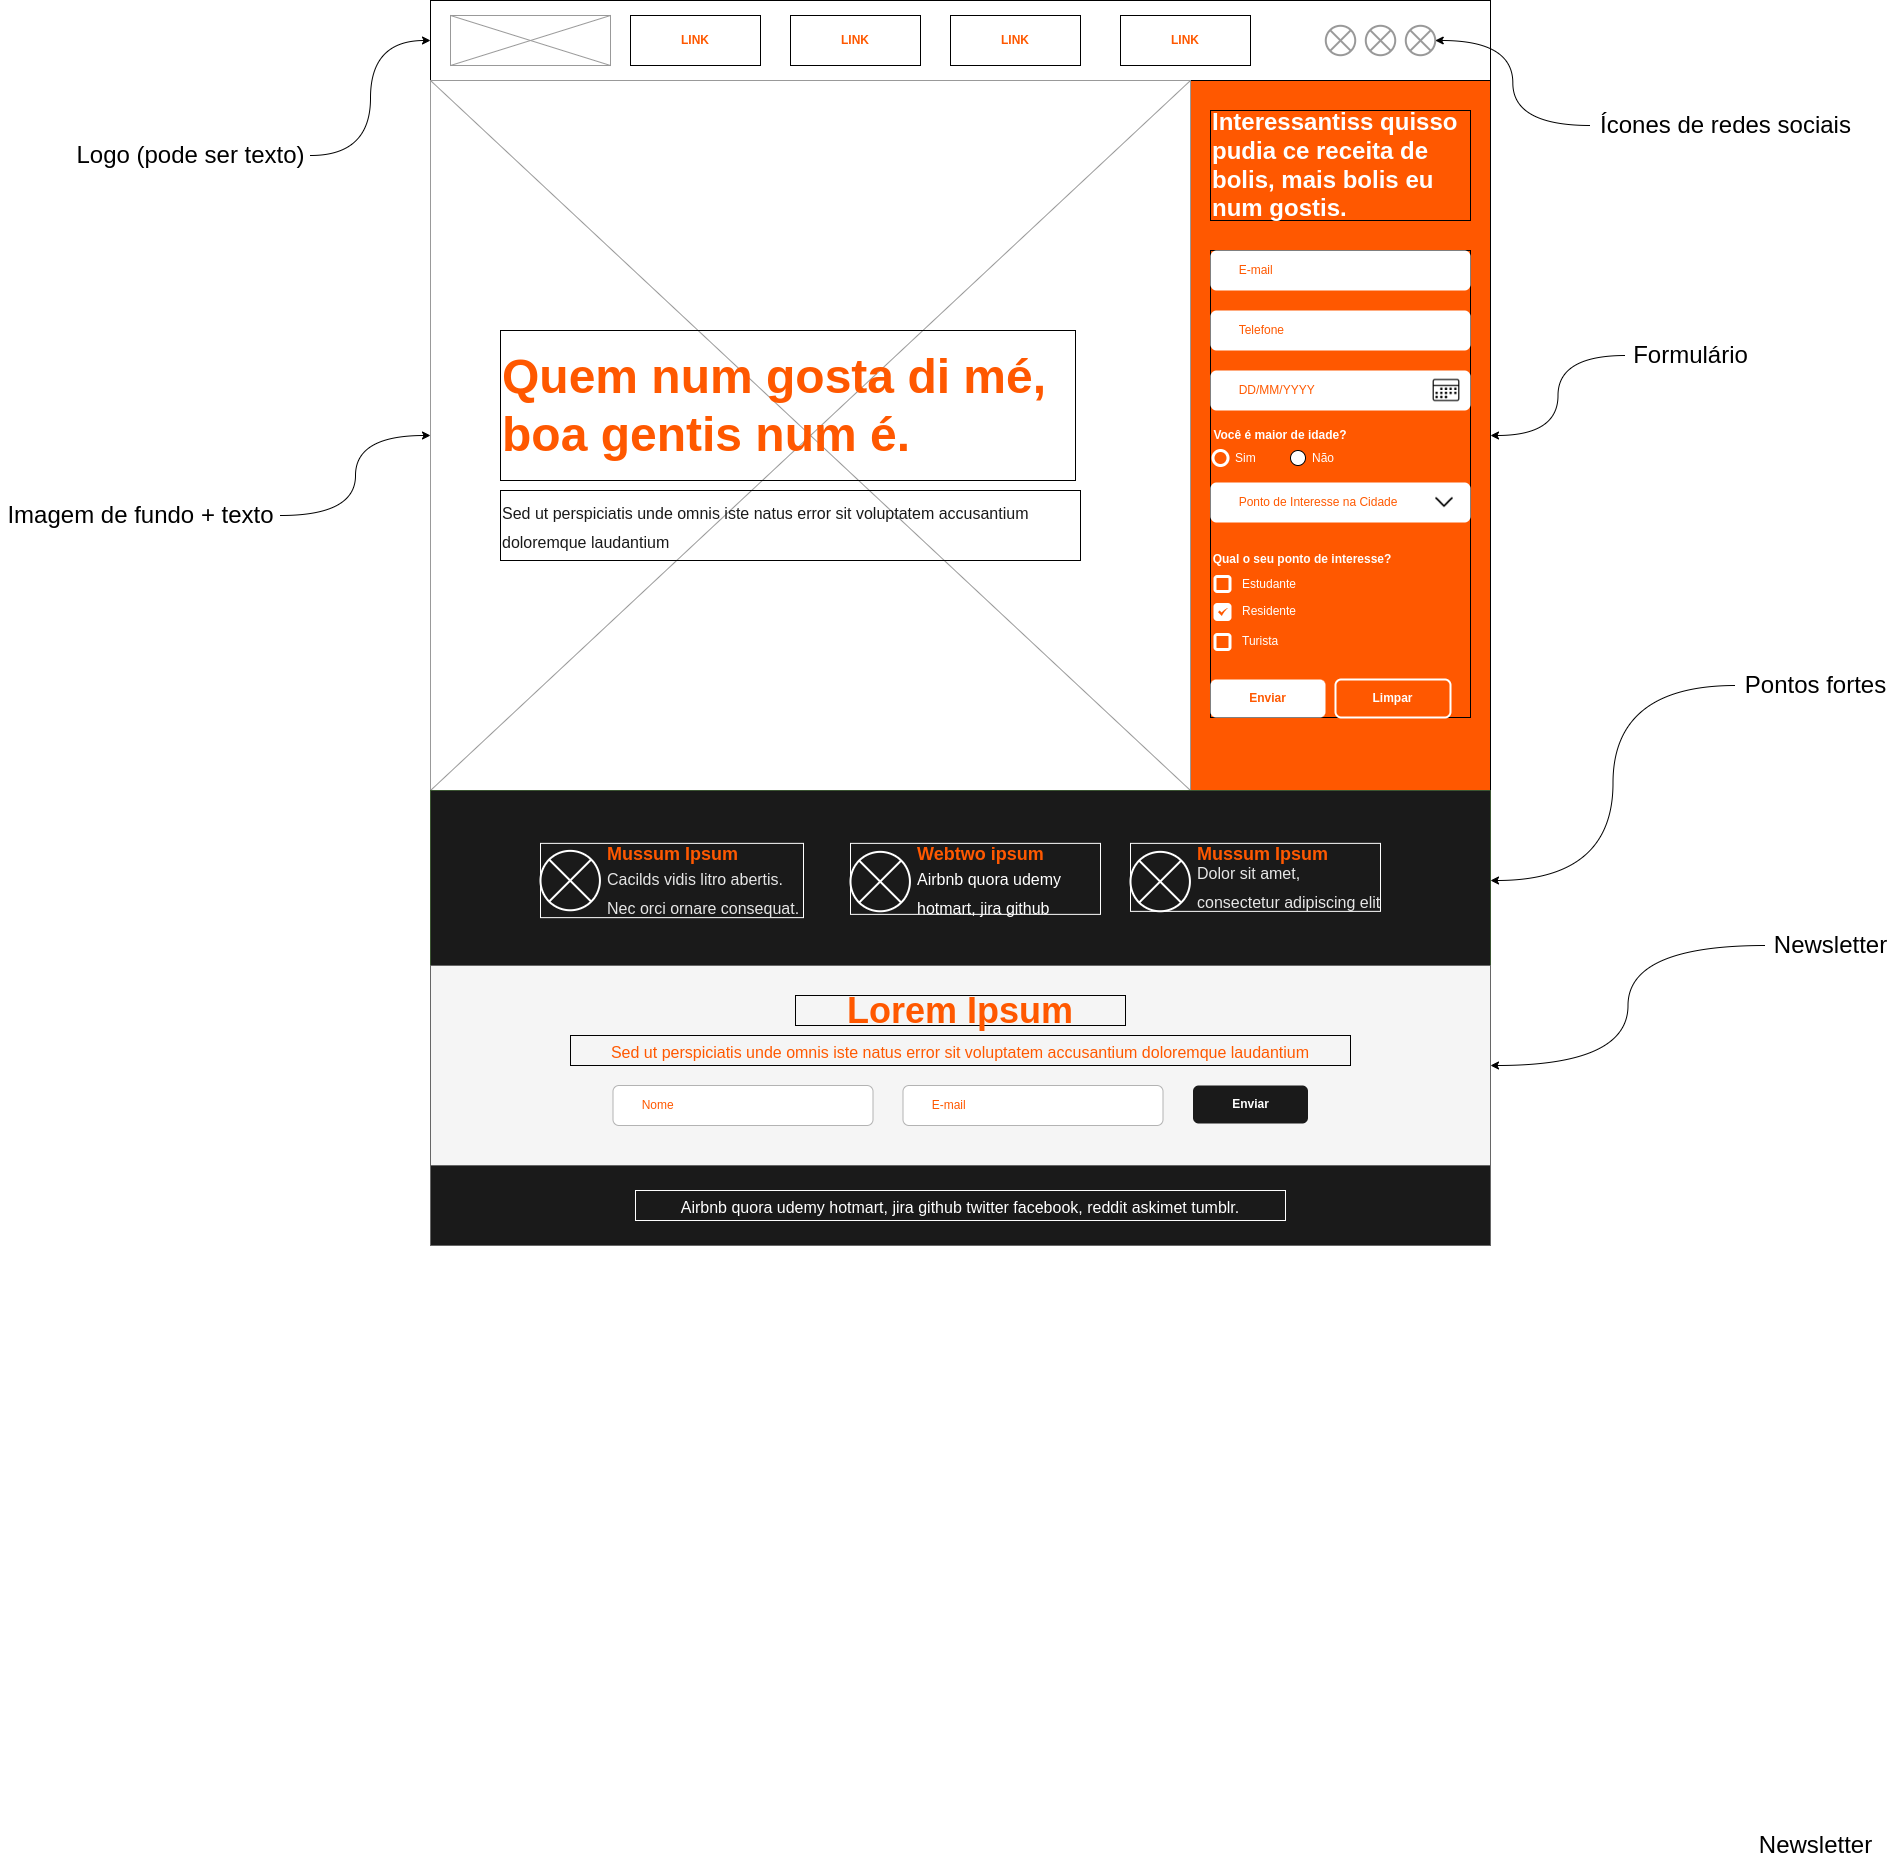 LINK
LINK
LINK
LINK
Logo (pode ser texto)
Ícones de redes sociais
Interessantiss quisso
pudia ce receita de
bolis, mais bolis eu
num gostis.
E-mail
Telefone
DD/MM/YYYY
Formulário
Quem num gosta di mé,
boa gentis num é.
Você é maior de idade?
Sim
Não
Ponto de Interesse na Cidade
Sed ut perspiciatis unde omnis iste natus error sit voluptatem accusantium
doloremque laudantium
Imagem de fundo + texto
Qual o seu ponto de interesse?
Estudante
Residente
Turista
Enviar
Limpar
Pontos fortes
Mussum Ipsum
Cacilds vidis litro abertis.
Nec orci ornare consequat.
Webtwo ipsum
Airbnb quora udemy
hotmart, jira github
Mussum Ipsum
Dolor sit amet,
consectetur adipiscing elit
Newsletter
Lorem Ipsum
Sed ut perspiciatis unde omnis iste natus error sit voluptatem accusantium doloremque laudantium
Nome
E-mail
Enviar
Airbnb quora udemy hotmart, jira github twitter facebook, reddit askimet tumblr.
Newsletter